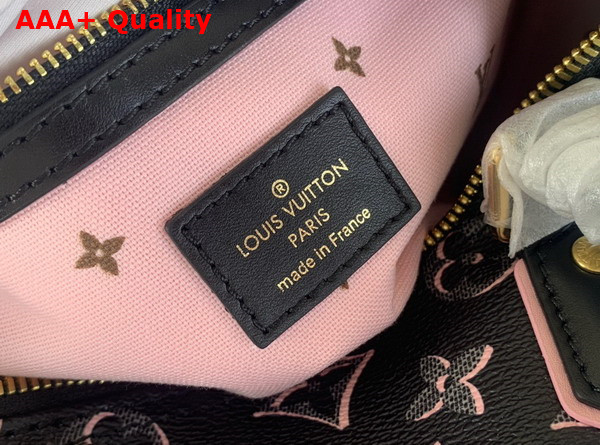 AAA+ Quality
®
LOUIS VUITTON
PARIS
made in France